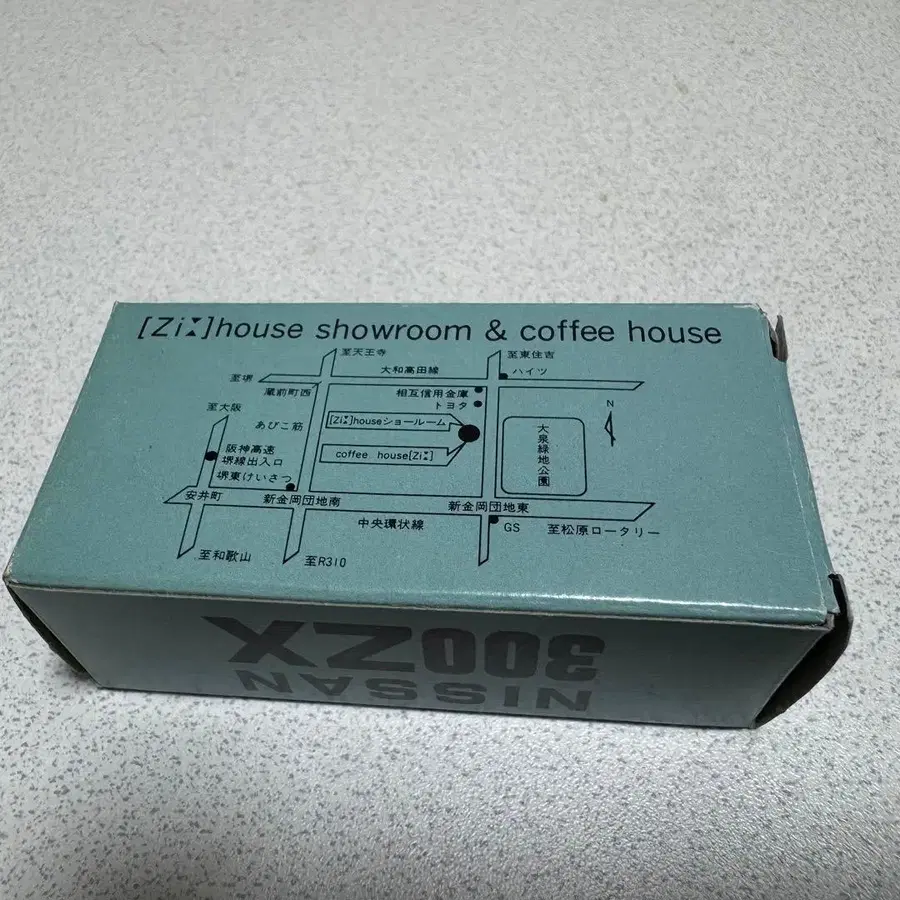 [Zi:]house showroom & coffee house
至天王寺
至東住吉
大和高田線
ハイツ
至堺
蔵前町西
相互信用金庫
トヨタ
N
至大阪
あびこ筋
[Zi:]houseショールーム
大泉緑地公園
阪神高速
堺線出入口
coffee house[Zi:]
堺東けいさつ
安井町
新金岡団地南
新金岡団地東
中央環状線
GS
至松原ロータリー
至和歌山
至R310
NISSAN
300ZX